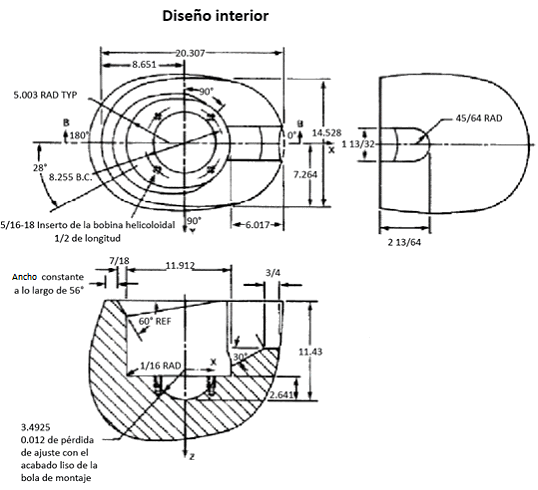 Diseño interior
20.307
8.651
90°
5.003 RAD TYP
45/64 RAD
B
B
180°
0°
X
14.528
1 13/32
28°
8.255 B.C.
7.264
5/16-18 Inserto de la bobina helicoloidal
1/2 de longitud
90°
Y
6.017
2 13/64
7/18
11.912
3/4
Ancho constante
a lo largo de 56°
60° REF
30°
11.43
1/16 RAD
X
2.641
3.4925
0.012 de pérdida
de ajuste con el
acabado liso de la
bola de montaje
Z